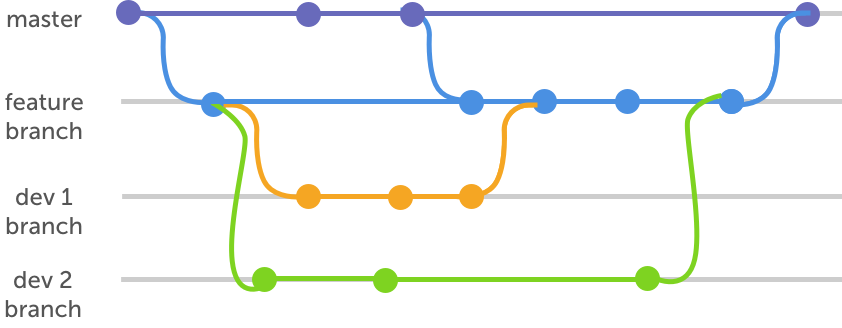 master
feature
branch
dev 1
branch
dev 2
branch